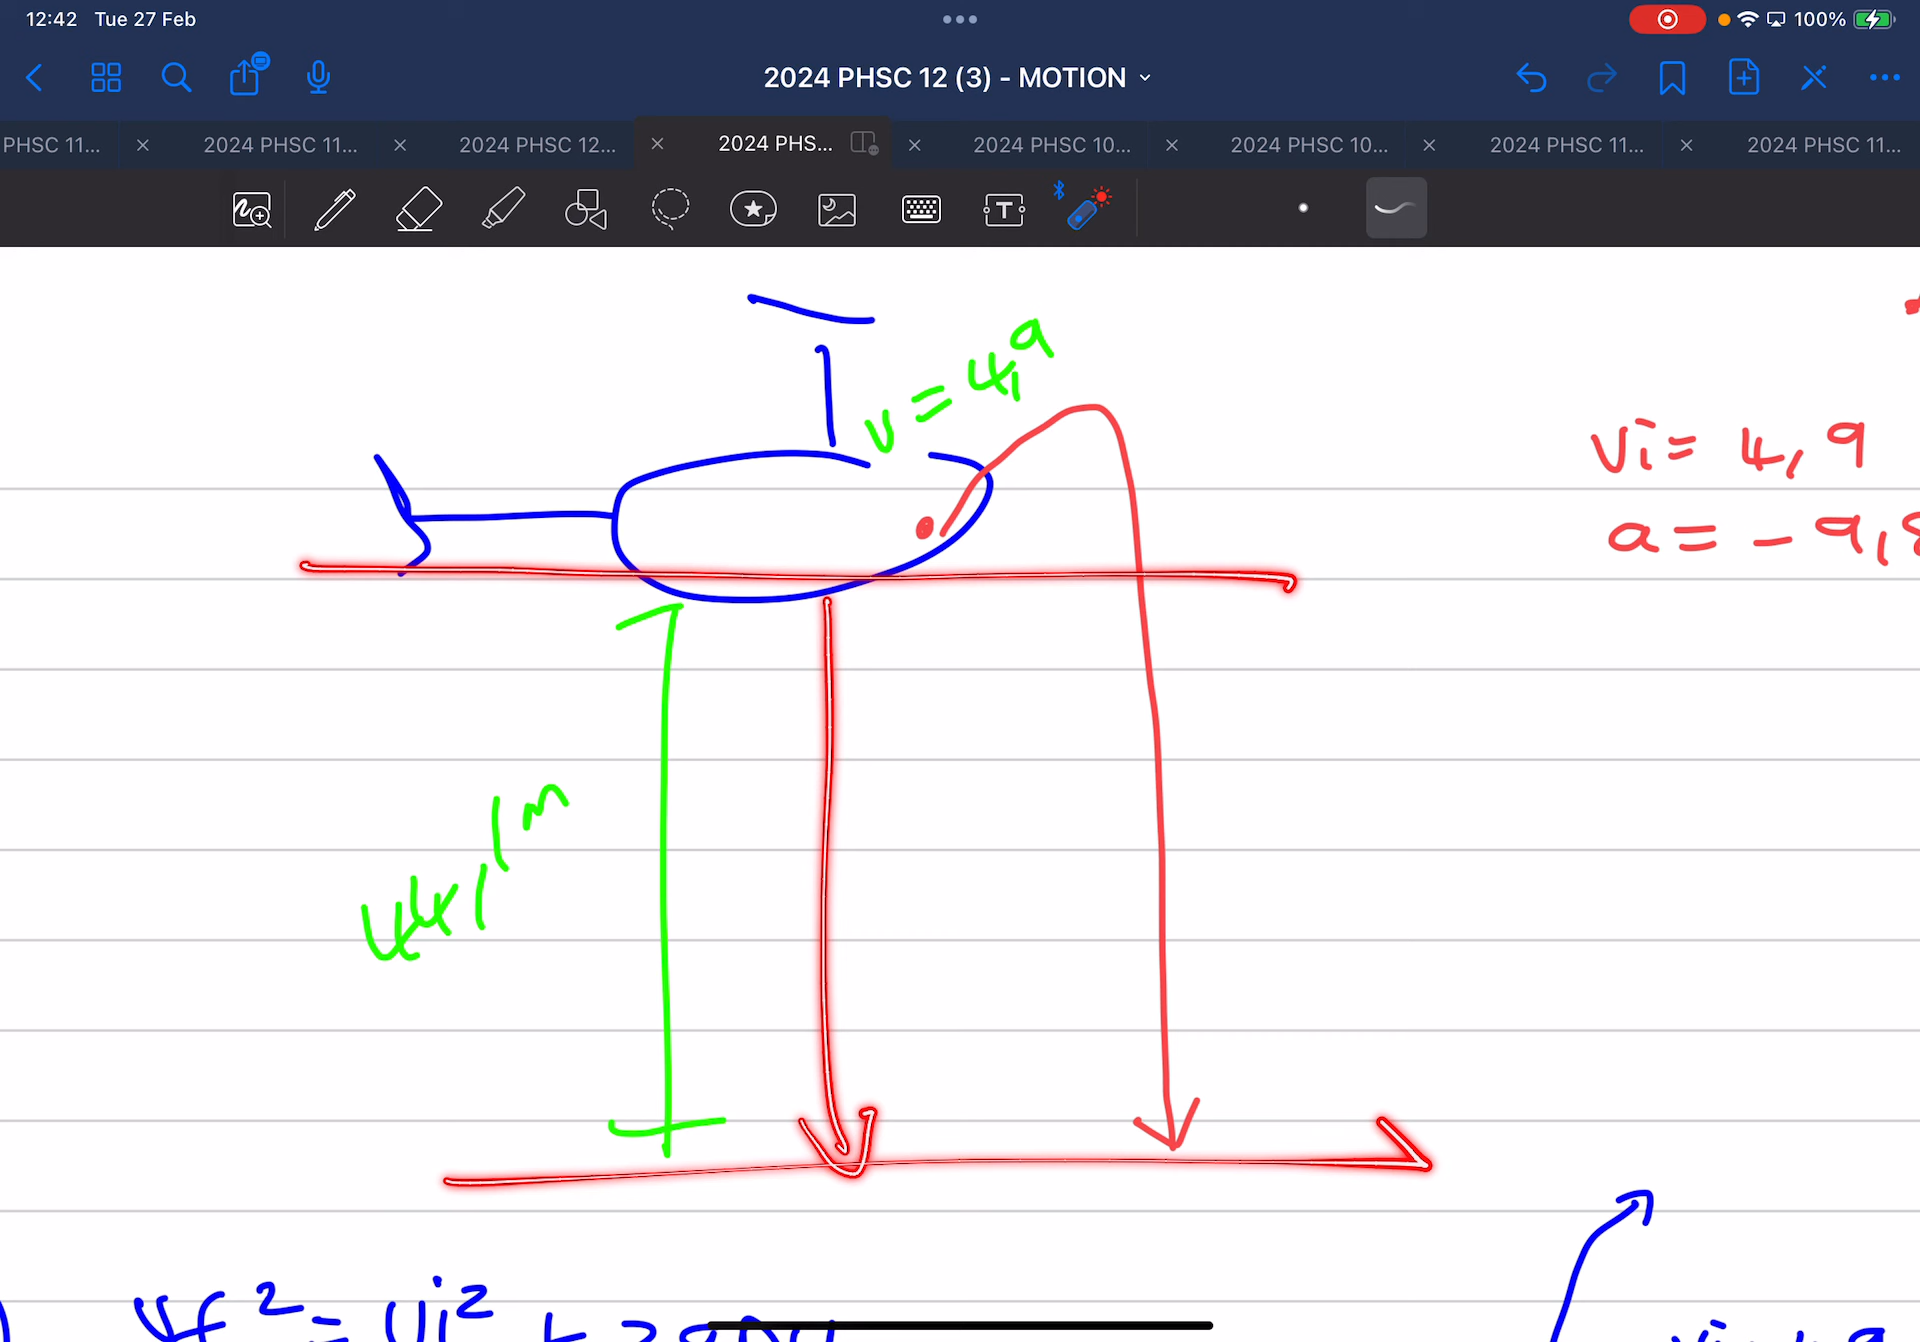 12:42 Tue 27 Feb
100%
2024 PHSC 12 (3) - MOTION
PHSC 11...
2024 PHSC 11...
2024 PHSC 12...
2024 PHS...
2024 PHSC 10...
2024 PHSC 10...
2024 PHSC 11...
2024 PHSC 11...
T
v = 4,9
vi = 4,9
a = -9,8
44,1m
vf² = vi² + 2a